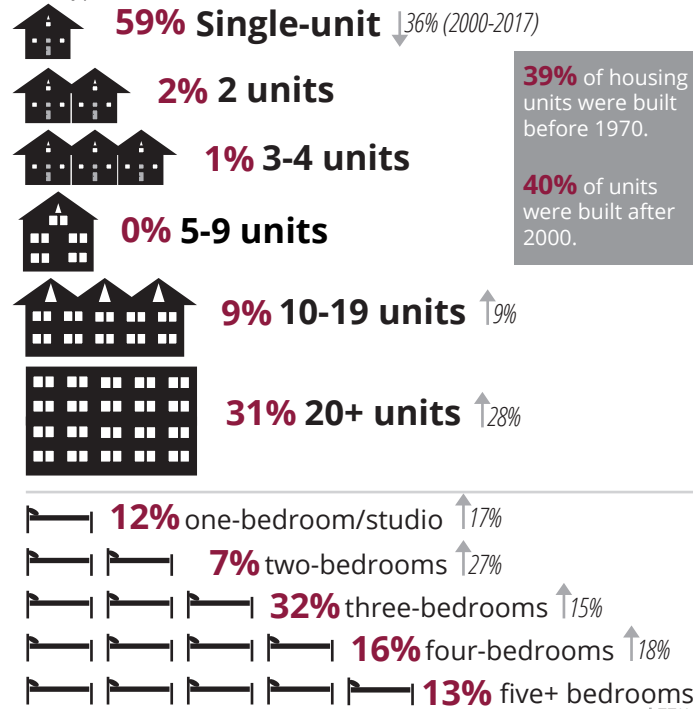 59% Single-unit 36% (2000-2017)
39% of housing
units were built
before 1970.
2% 2 units
1% 3-4 units
40% of units
were built after
2000.
0% 5-9 units
9% 10-19 units 9%
31% 20+ units 28%
12% one-bedroom/studio 17%
7% two-bedrooms 27%
32% three-bedrooms 15%
16% four-bedrooms 18%
13% five+ bedrooms